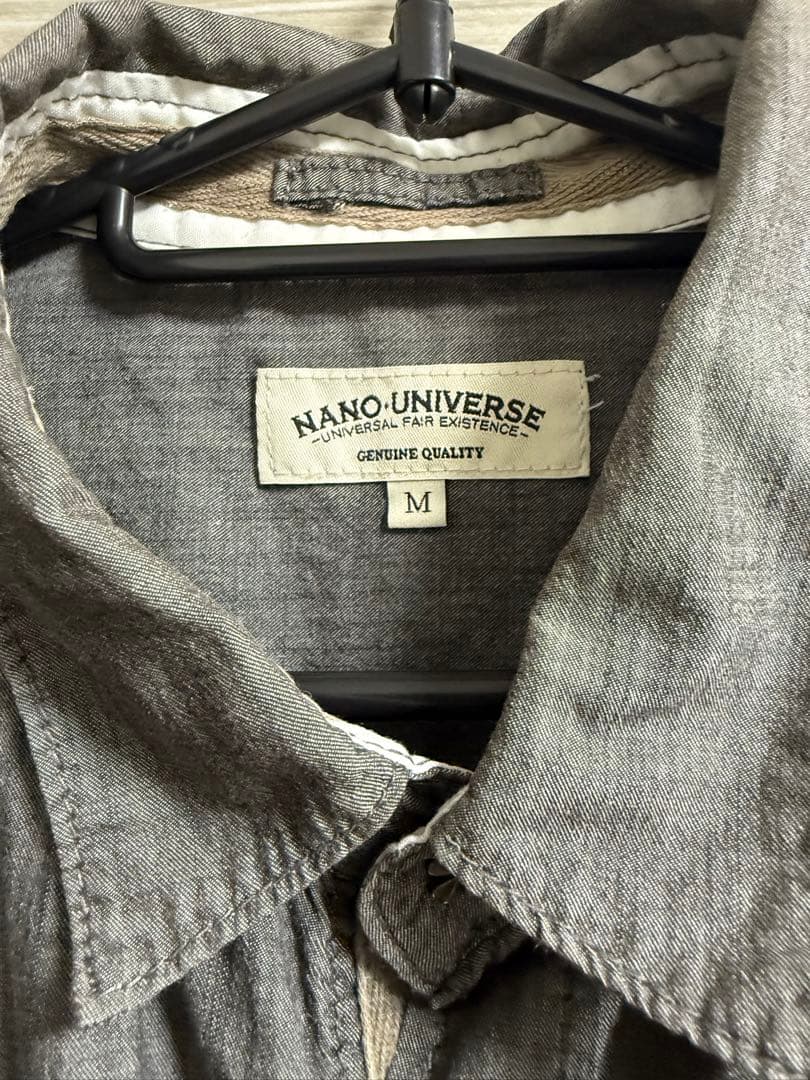 NANO·UNIVERSE
-UNIVERSAL FAIR EXISTENCE-
GENUINE QUALITY
M